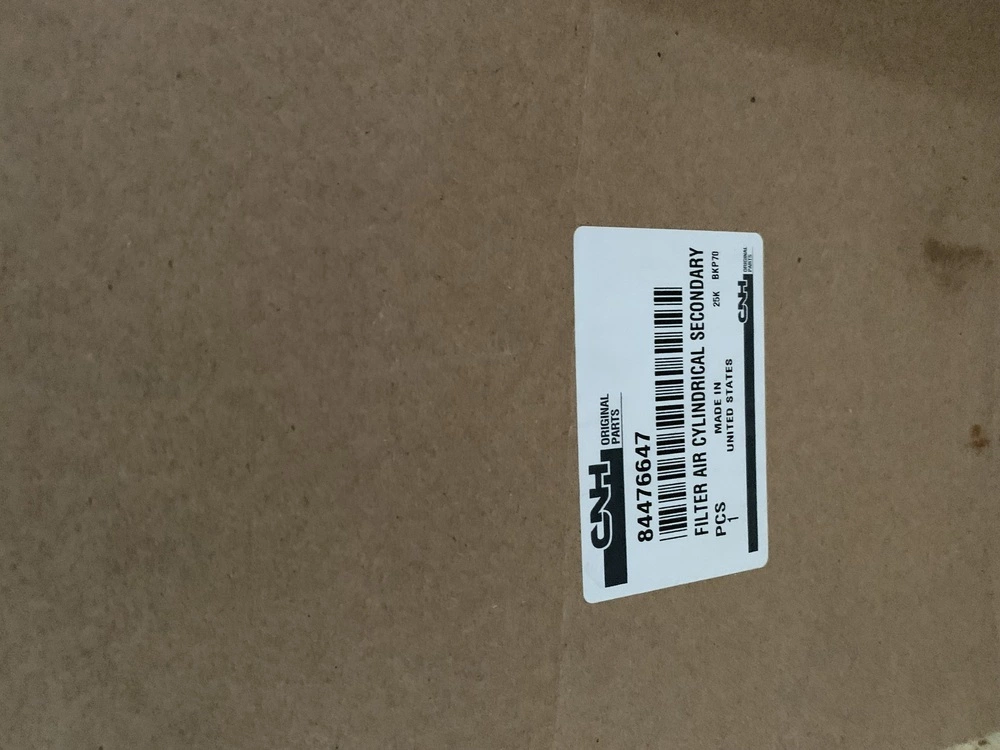 CNH ORIGINAL
PARTS
84476647
FILTER AIR CYLINDRICAL SECONDARY
PCS
1
MADE IN
UNITED STATES
25K BKP70
CNH ORIGINAL
PARTS